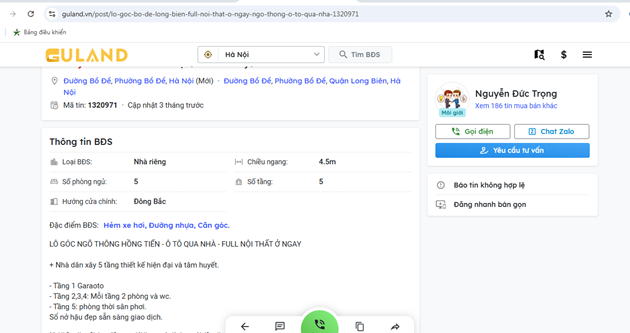 guland.vn/post/lo-goc-bo-de-long-bien-full-noi-that-o-ngay-ngo-thong-o-to-qua-nha-1320971
Bảng điều khiển
GULAND
Hà Nội
Tìm BĐS
Đường Bồ Đề, Phường Bồ Đề, Hà Nội (Mới) · Đường Bồ Đề, Phường Bồ Đề, Quận Long Biên, Hà
Nội
Mã tin: 1320971 · Cập nhật 3 tháng trước
Thông tin BĐS
Loại BĐS: Nhà riêng
Chiều ngang: 4.5m
Số phòng ngủ: 5
Số tầng: 5
Hướng cửa chính: Đông Bắc
Đặc điểm BĐS: Hẻm xe hơi, Đường nhựa, Căn góc.
LÔ GÓC NGÕ THÔNG HỒNG TIẾN - Ô TÔ QUA NHÀ - FULL NỘI THẤT Ở NGAY
+ Nhà dân xây 5 tầng thiết kế hiện đại và tâm huyết.
- Tầng 1 Garaoto
- Tầng 2,3,4: Mỗi tầng 2 phòng và wc.
- Tầng 5: phòng thờ sân phơi.
Sổ nở hậu đẹp sẵn sàng giao dịch.
Nguyễn Đức Trọng
Xem 186 tin mua bán khác
Môi giới
Gọi điện
Chat Zalo
Yêu cầu tư vấn
Báo tin không hợp lệ
Đăng nhanh bán gọn